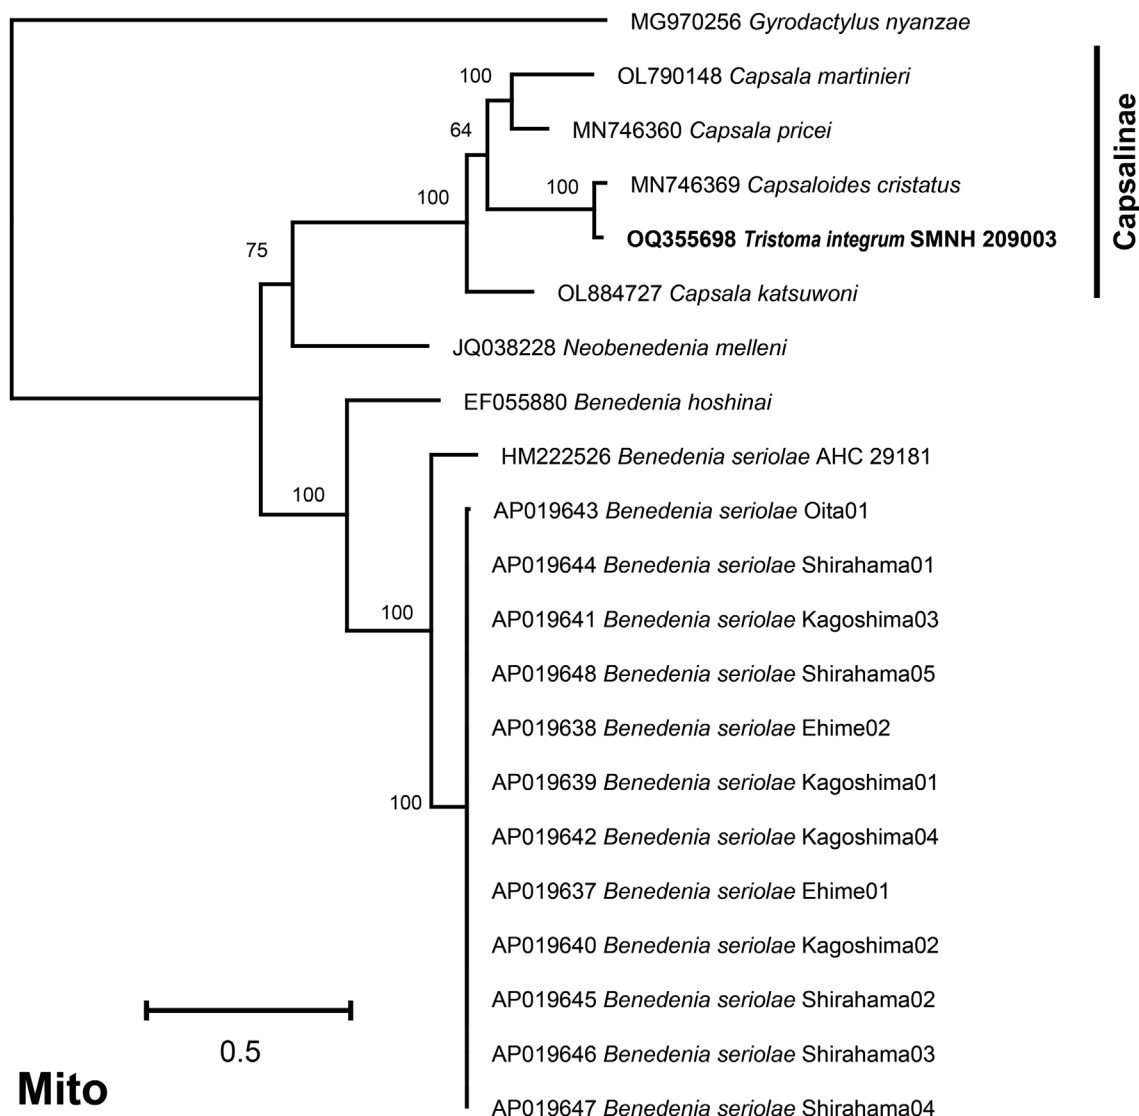 MG970256 Gyrodactylus nyanzae
100
OL790148 Capsala martinieri
64
MN746360 Capsala pricei
100
100
MN746369 Capsaloides cristatus
75
OQ355698 Tristoma integrum SMNH 209003
OL884727 Capsala katsuwoni
Capsalinae
JQ038228 Neobenedenia melleni
EF055880 Benedenia hoshinai
HM222526 Benedenia seriolae AHC 29181
100
AP019643 Benedenia seriolae Oita01
AP019644 Benedenia seriolae Shirahama01
100
AP019641 Benedenia seriolae Kagoshima03
AP019648 Benedenia seriolae Shirahama05
AP019638 Benedenia seriolae Ehime02
AP019639 Benedenia seriolae Kagoshima01
100
AP019642 Benedenia seriolae Kagoshima04
AP019637 Benedenia seriolae Ehime01
AP019640 Benedenia seriolae Kagoshima02
AP019645 Benedenia seriolae Shirahama02
AP019646 Benedenia seriolae Shirahama03
0.5
Mito
AP019647 Benedenia seriolae Shirahama04